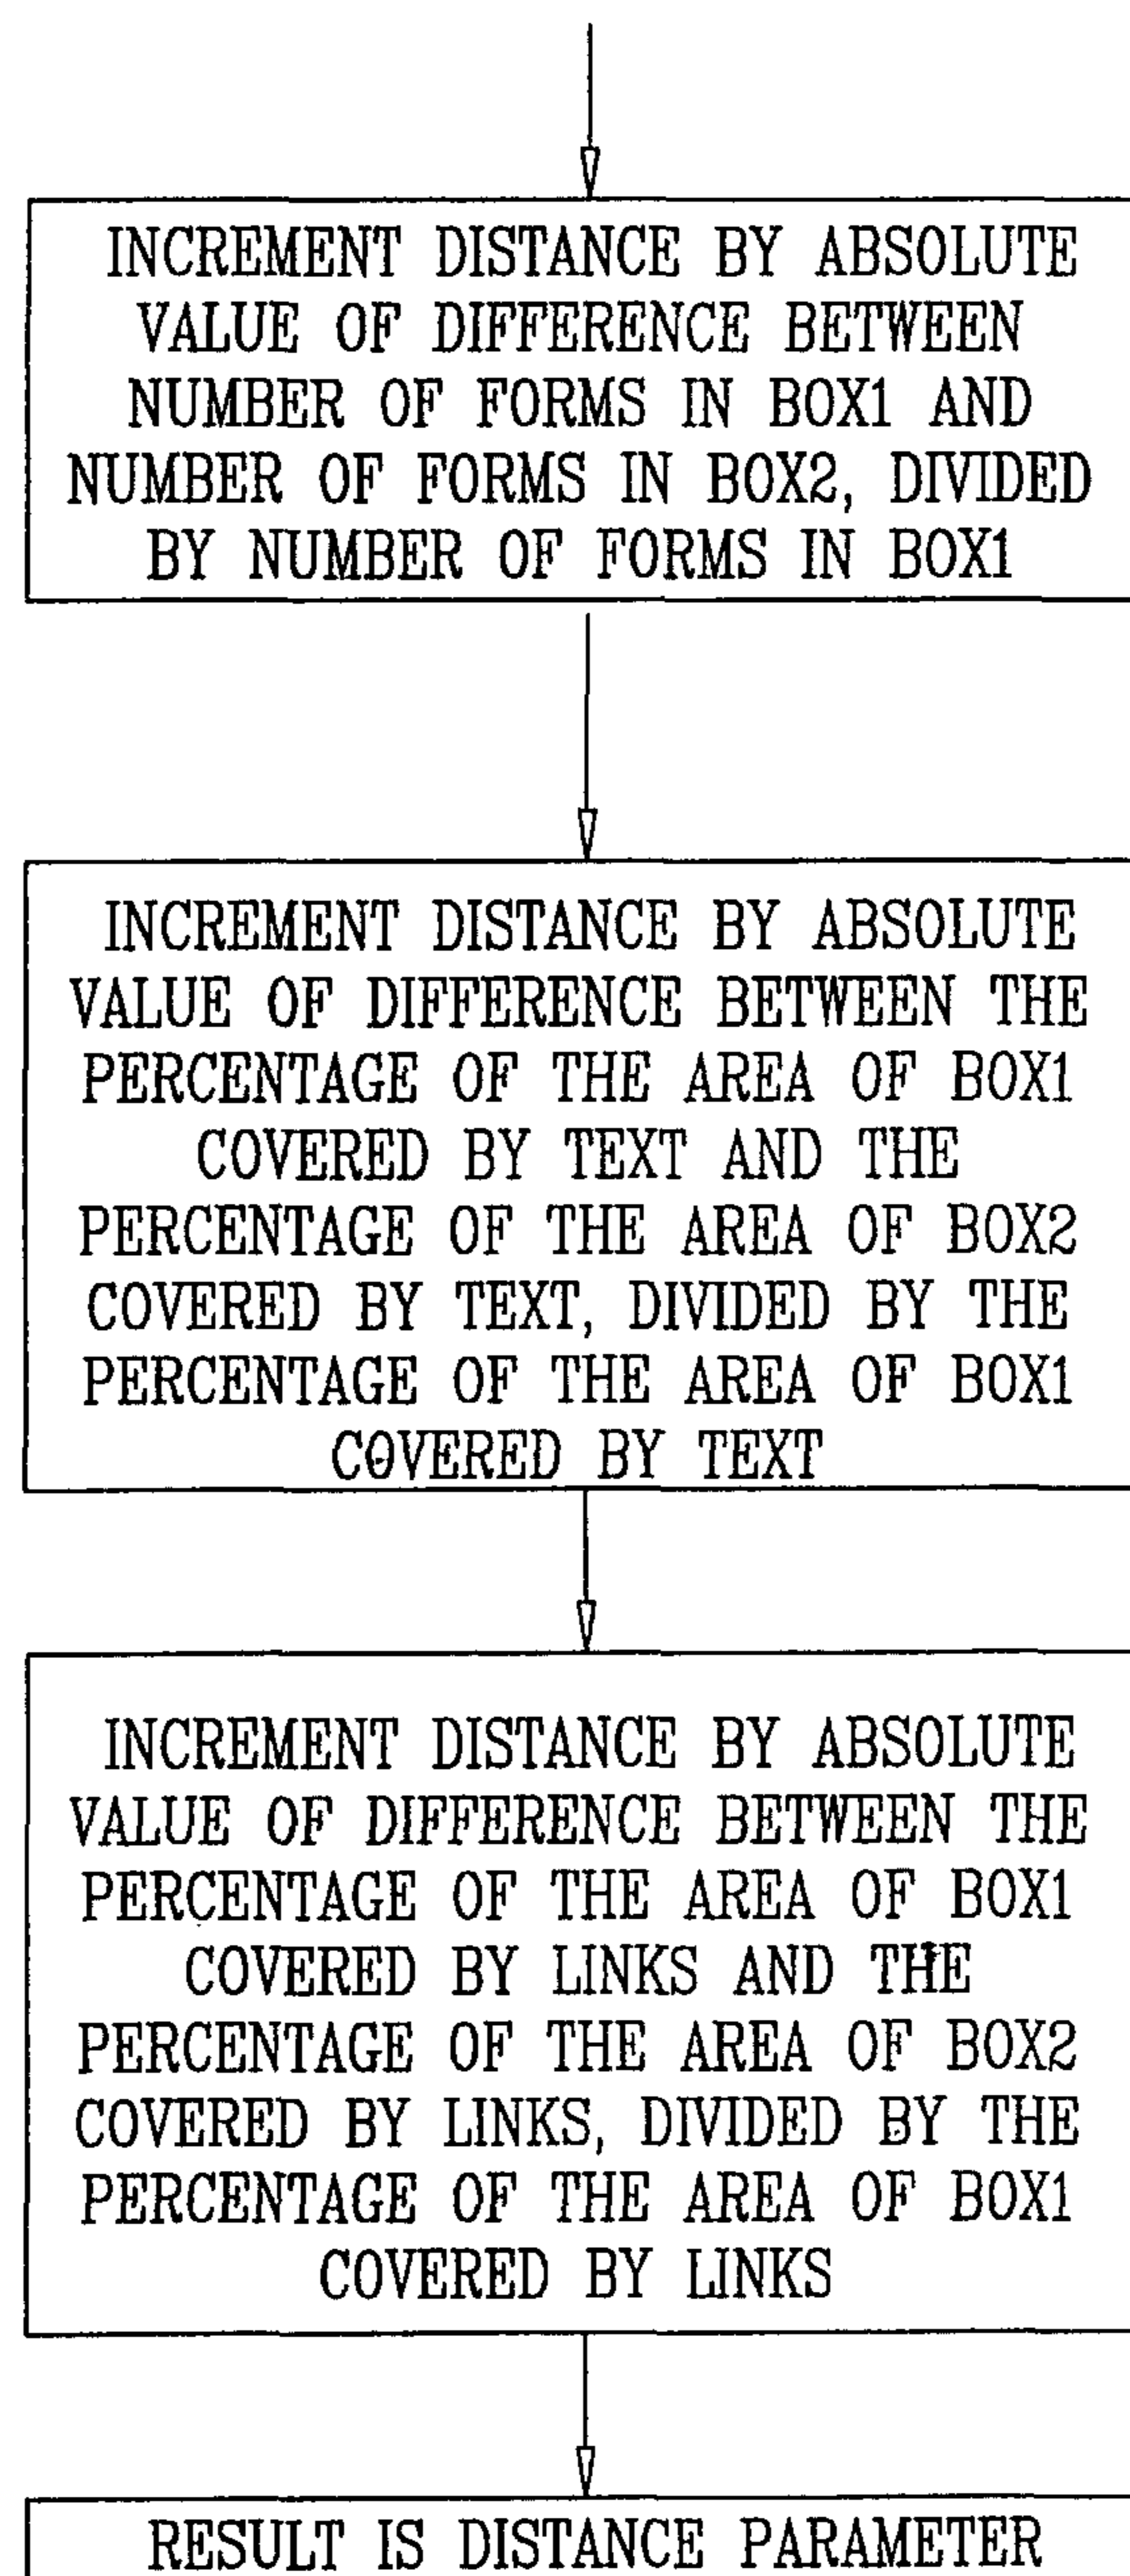 INCREMENT DISTANCE BY ABSOLUTE
VALUE OF DIFFERENCE BETWEEN
NUMBER OF FORMS IN BOX1 AND
NUMBER OF FORMS IN BOX2, DIVIDED
BY NUMBER OF FORMS IN BOX1
INCREMENT DISTANCE BY ABSOLUTE
VALUE OF DIFFERENCE BETWEEN THE
PERCENTAGE OF THE AREA OF BOX1
COVERED BY TEXT AND THE
PERCENTAGE OF THE AREA OF BOX2
COVERED BY TEXT, DIVIDED BY THE
PERCENTAGE OF THE AREA OF BOX1
COVERED BY TEXT
INCREMENT DISTANCE BY ABSOLUTE
VALUE OF DIFFERENCE BETWEEN THE
PERCENTAGE OF THE AREA OF BOX1
COVERED BY LINKS AND THE
PERCENTAGE OF THE AREA OF BOX2
COVERED BY LINKS, DIVIDED BY THE
PERCENTAGE OF THE AREA OF BOX1
COVERED BY LINKS
RESULT IS DISTANCE PARAMETER